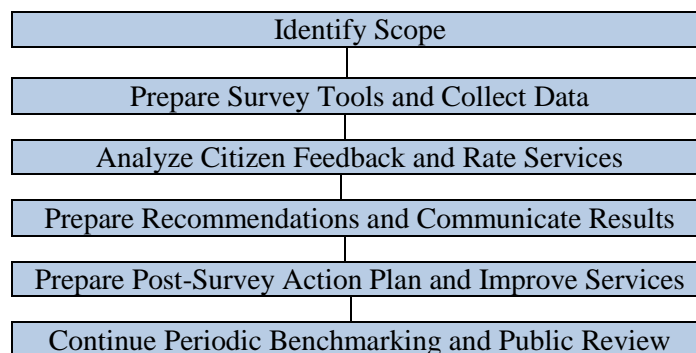 Identify Scope
Prepare Survey Tools and Collect Data
Analyze Citizen Feedback and Rate Services
Prepare Recommendations and Communicate Results
Prepare Post-Survey Action Plan and Improve Services
Continue Periodic Benchmarking and Public Review